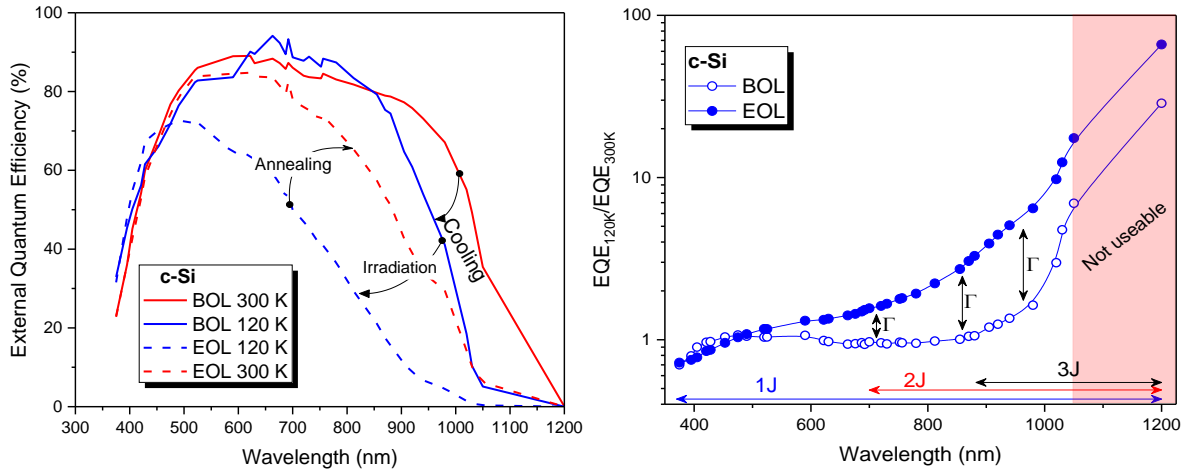 100
80
60
40
20
0
300 400 500 600 700 800 900 1000 1100 1200
External Quantum Efficiency (%)
Wavelength (nm)
Annealing
Irradiation
Cooling
c-Si
BOL 300 K
BOL 120 K
EOL 120 K
EOL 300 K
100
10
1
400 600 800 1000 1200
EQE120K/EQE300K
Wavelength (nm)
c-Si
BOL
EOL
Γ
Γ
Γ
Not useable
3J
2J
1J